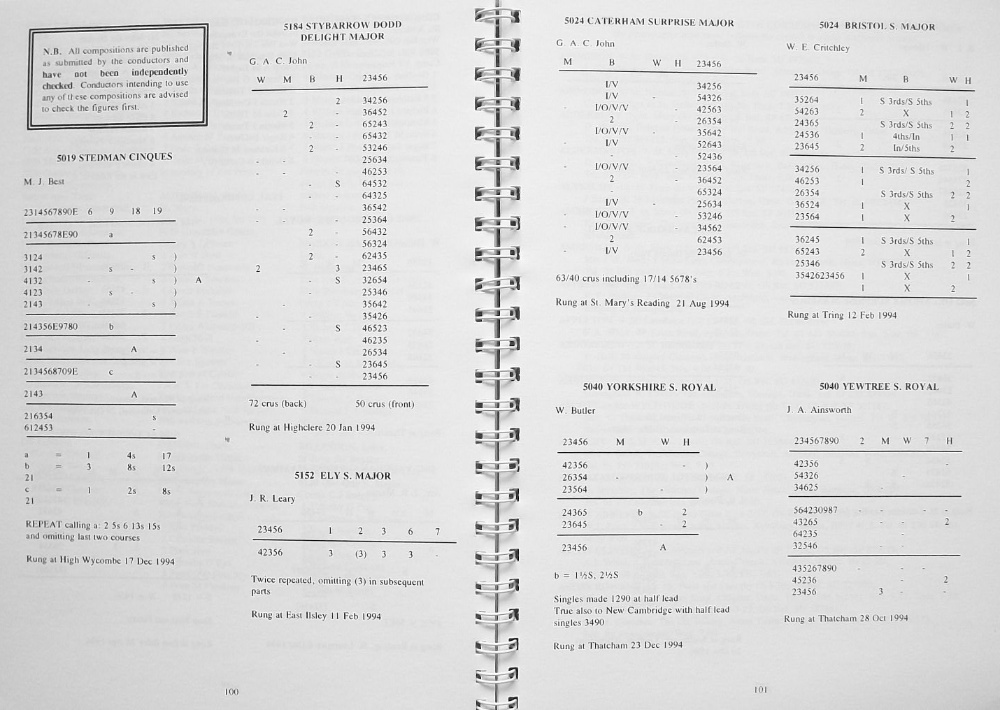 N.B. All compositions are published
as submitted by the conductors and
have not been independently
checked. Conductors intending to use
any of these compositions are advised
to check the figures first.
5019 STEDMAN CINQUES
M. J. Best
2314567890E 6 9 18 19
21345678E90 a
3124 s )
3142 s - )
4132 s ) A
4123 s )
2143 s )
214356E9780 b
2134 A
2134568709E c
2143 A
216354 s
612453 - -
a = 1 4s 17
b = 3 8s 12s
21
c = 1 2s 8s
21
REPEAT calling a: 2 5s 6 13s 15s
and omitting last two courses
Rung at High Wycombe 17 Dec 1994
5184 STYBARROW DODD
DELIGHT MAJOR
G. A C. John
W M B H 23456
2 34256
2 - 36452
2 - 65243
- 65432
2 - 53246
- - 25634
- - 46253
- S 64532
- - 64325
- - 36542
- - 25364
2 - 56432
- - 56324
2 - 62435
2 3 23465
- - S 32654
- - 25346
- - 35642
- - 35426
- S 46523
- - 46235
- - 26534
- S 23645
- - 23456
72 crus (back) 50 crus (front)
Rung at Highclere 20 Jan 1994
5152 ELY S. MAJOR
J. R. Leary
23456 1 2 3 6 7
42356 3 (3) 3 3 -
Twice repeated, omitting (3) in subsequent
parts
Rung at East Ilsley 11 Feb 1994
100
5024 CATERHAM SURPRISE MAJOR
G A C. John
M B W H 23456
I/V 34256
I/V 54326
- I/O/V/V - 42563
2 26354
I/O/V/V - 35642
I/V - 52643
- - 52436
- I/O/V/V - 23564
2 - 36452
- - 65324
- I/V - 25634
- I/O/V/V - 53246
- I/O/V/V - 34562
2 62453
- I/V - 23456
63/40 crus including 17/14 5678's
Rung at St. Mary's Reading 21 Aug 1994
5040 YORKSHIRE S. ROYAL
W. Butler
23456 M W H
42356 - )
26354 - ) A
23564 - - )
24365 b 2
23645 - 2
23456 A
b = 1½S, 2½S
Singles made 1290 at half lead
True also to New Cambridge with half lead
singles 3490
Rung at Thatcham 23 Dec 1994
5024 BRISTOL S. MAJOR
W. E. Critchley
23456 M B W H
35264 1 S 3rds/S 5ths 1
54263 2 X 1 2
24365 S 3rds/S 5ths 2 2
24536 1 4ths/In 1 1
23645 2 In/5ths 2
34256 1 S 3rds/ S 5ths 1
46253 1 2
26354 S 3rds/S 5ths 2 2
36524 1 X 1
23564 1 X 2
36245 1 S 3rds/S 5ths 1
65243 2 X 1 2
25346 S 3rds/S 5ths 2 2
3542623456 1 X 1
1 X 2
Rung at Tring 12 Feb 1994
5040 YEWTREE S. ROYAL
J. A. Ainsworth
234567890 2 M W 7 H
42356 -
54326 -
34625 - -
564230987 - - - -
43265 - - 2
64235 -
32546 - -
435267890 - -
45236 - 2
23456 3 - -
Rung at Thatcham 28 Oct 1994
101